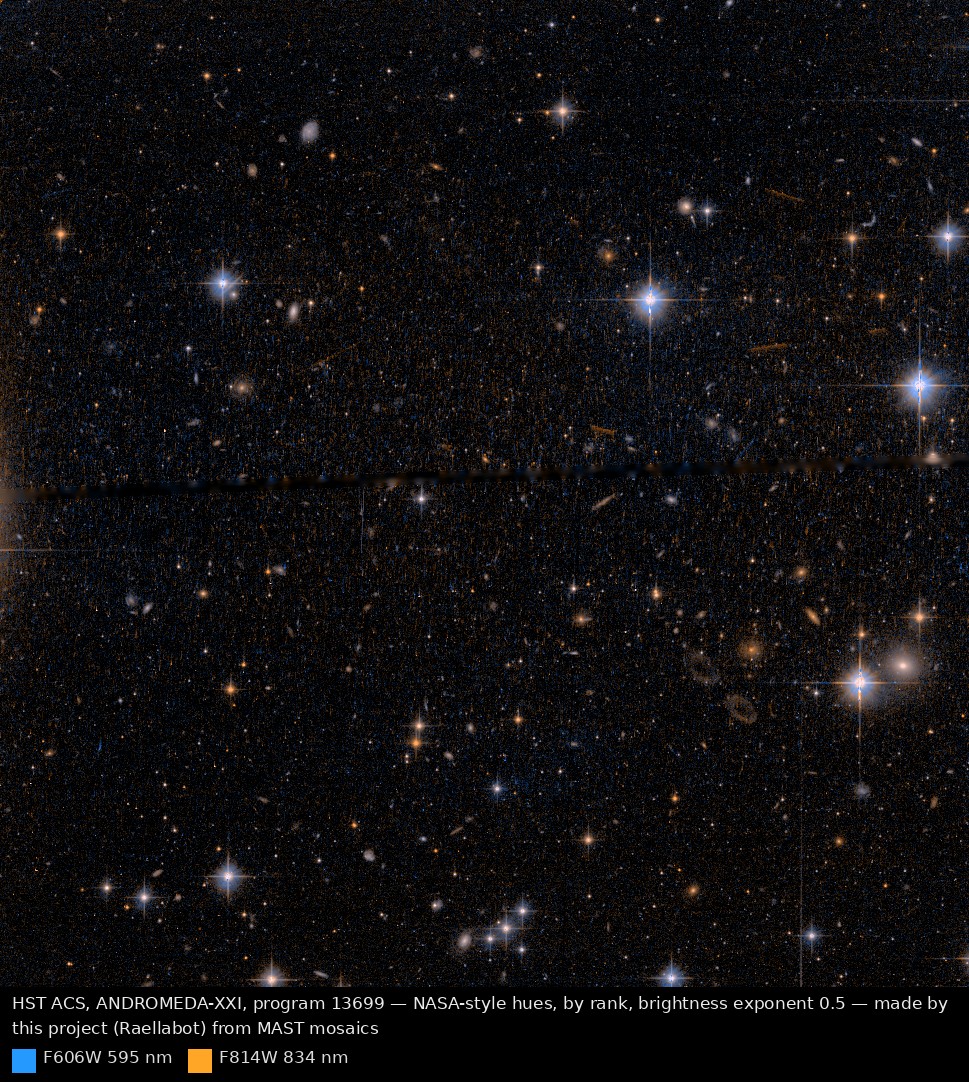 HST ACS, ANDROMEDA-XXI, program 13699 — NASA-style hues, by rank, brightness exponent 0.5 — made by
this project (Raellabot) from MAST mosaics
F606W 595 nm F814W 834 nm